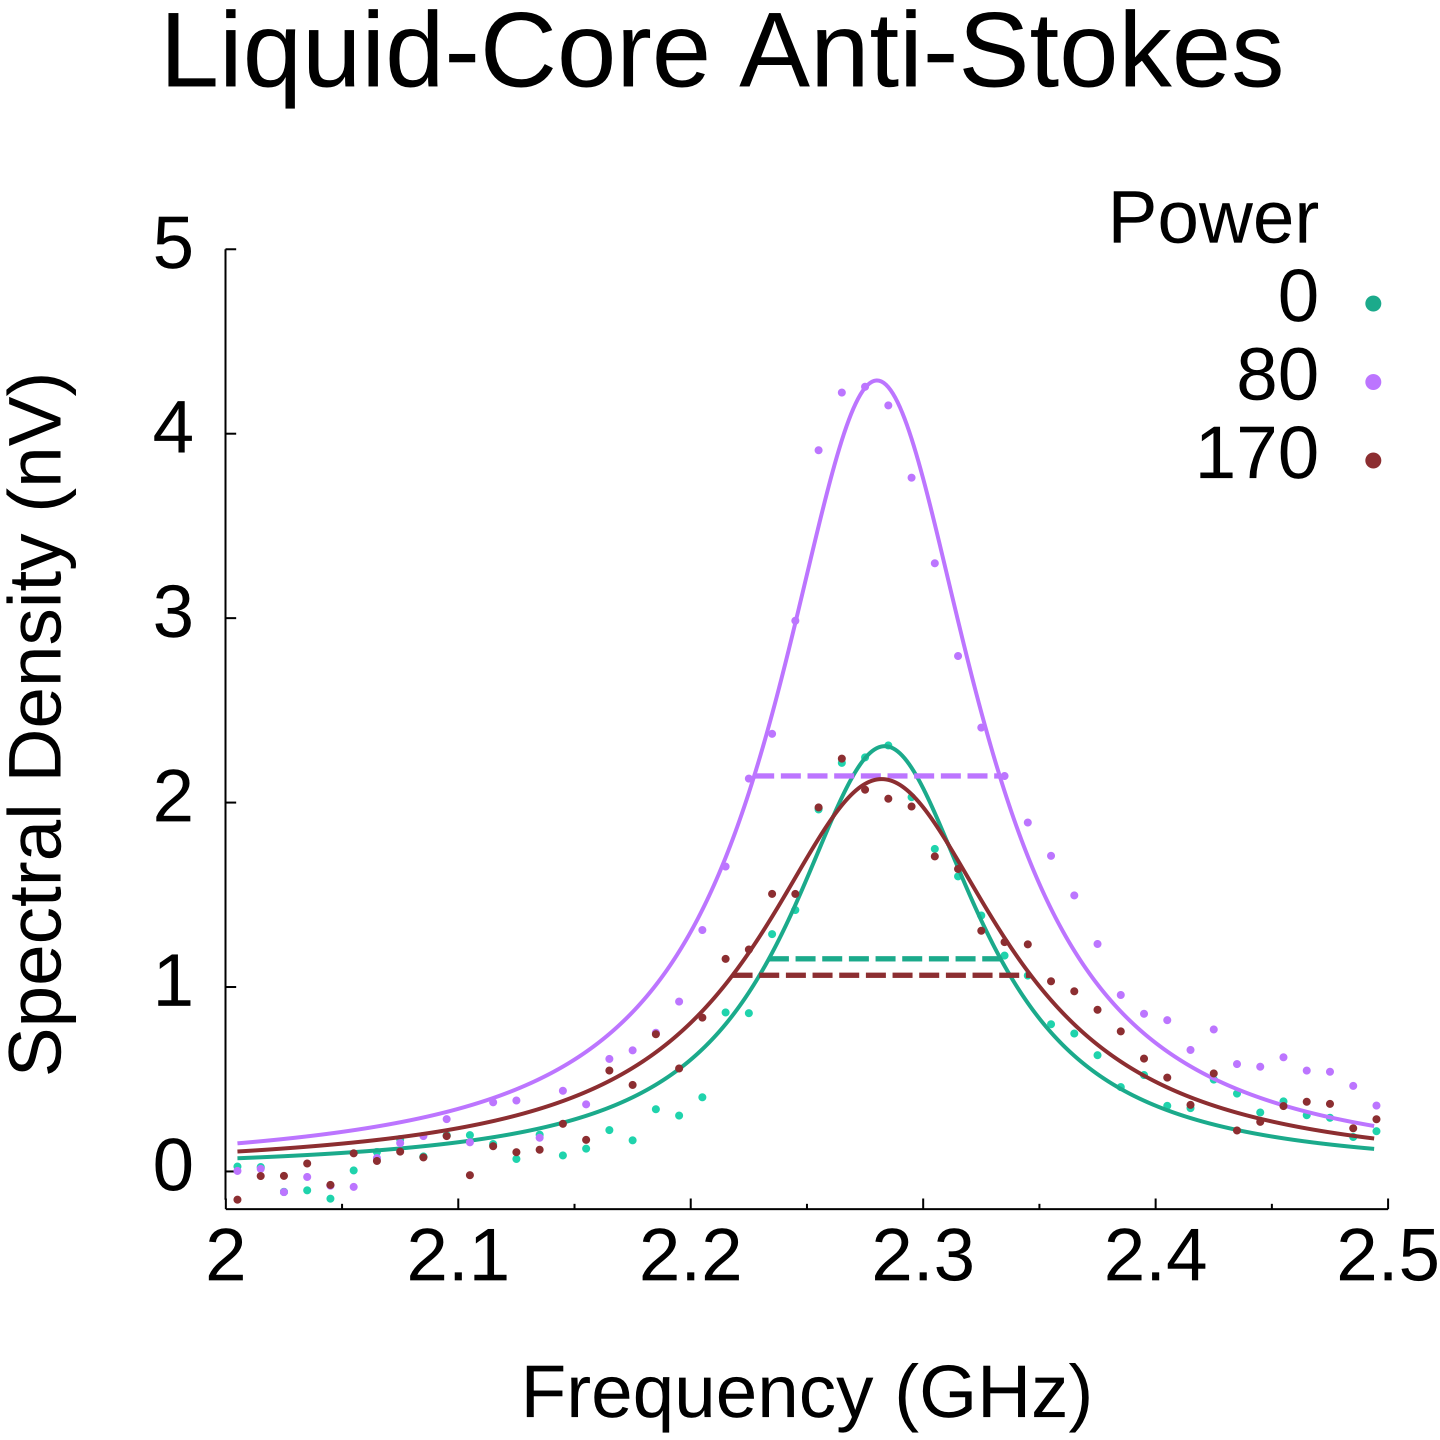 Liquid-Core Anti-Stokes
Power
0
80
170
Spectral Density (nV)
5
4
3
2
1
0
2 2.1 2.2 2.3 2.4 2.5
Frequency (GHz)